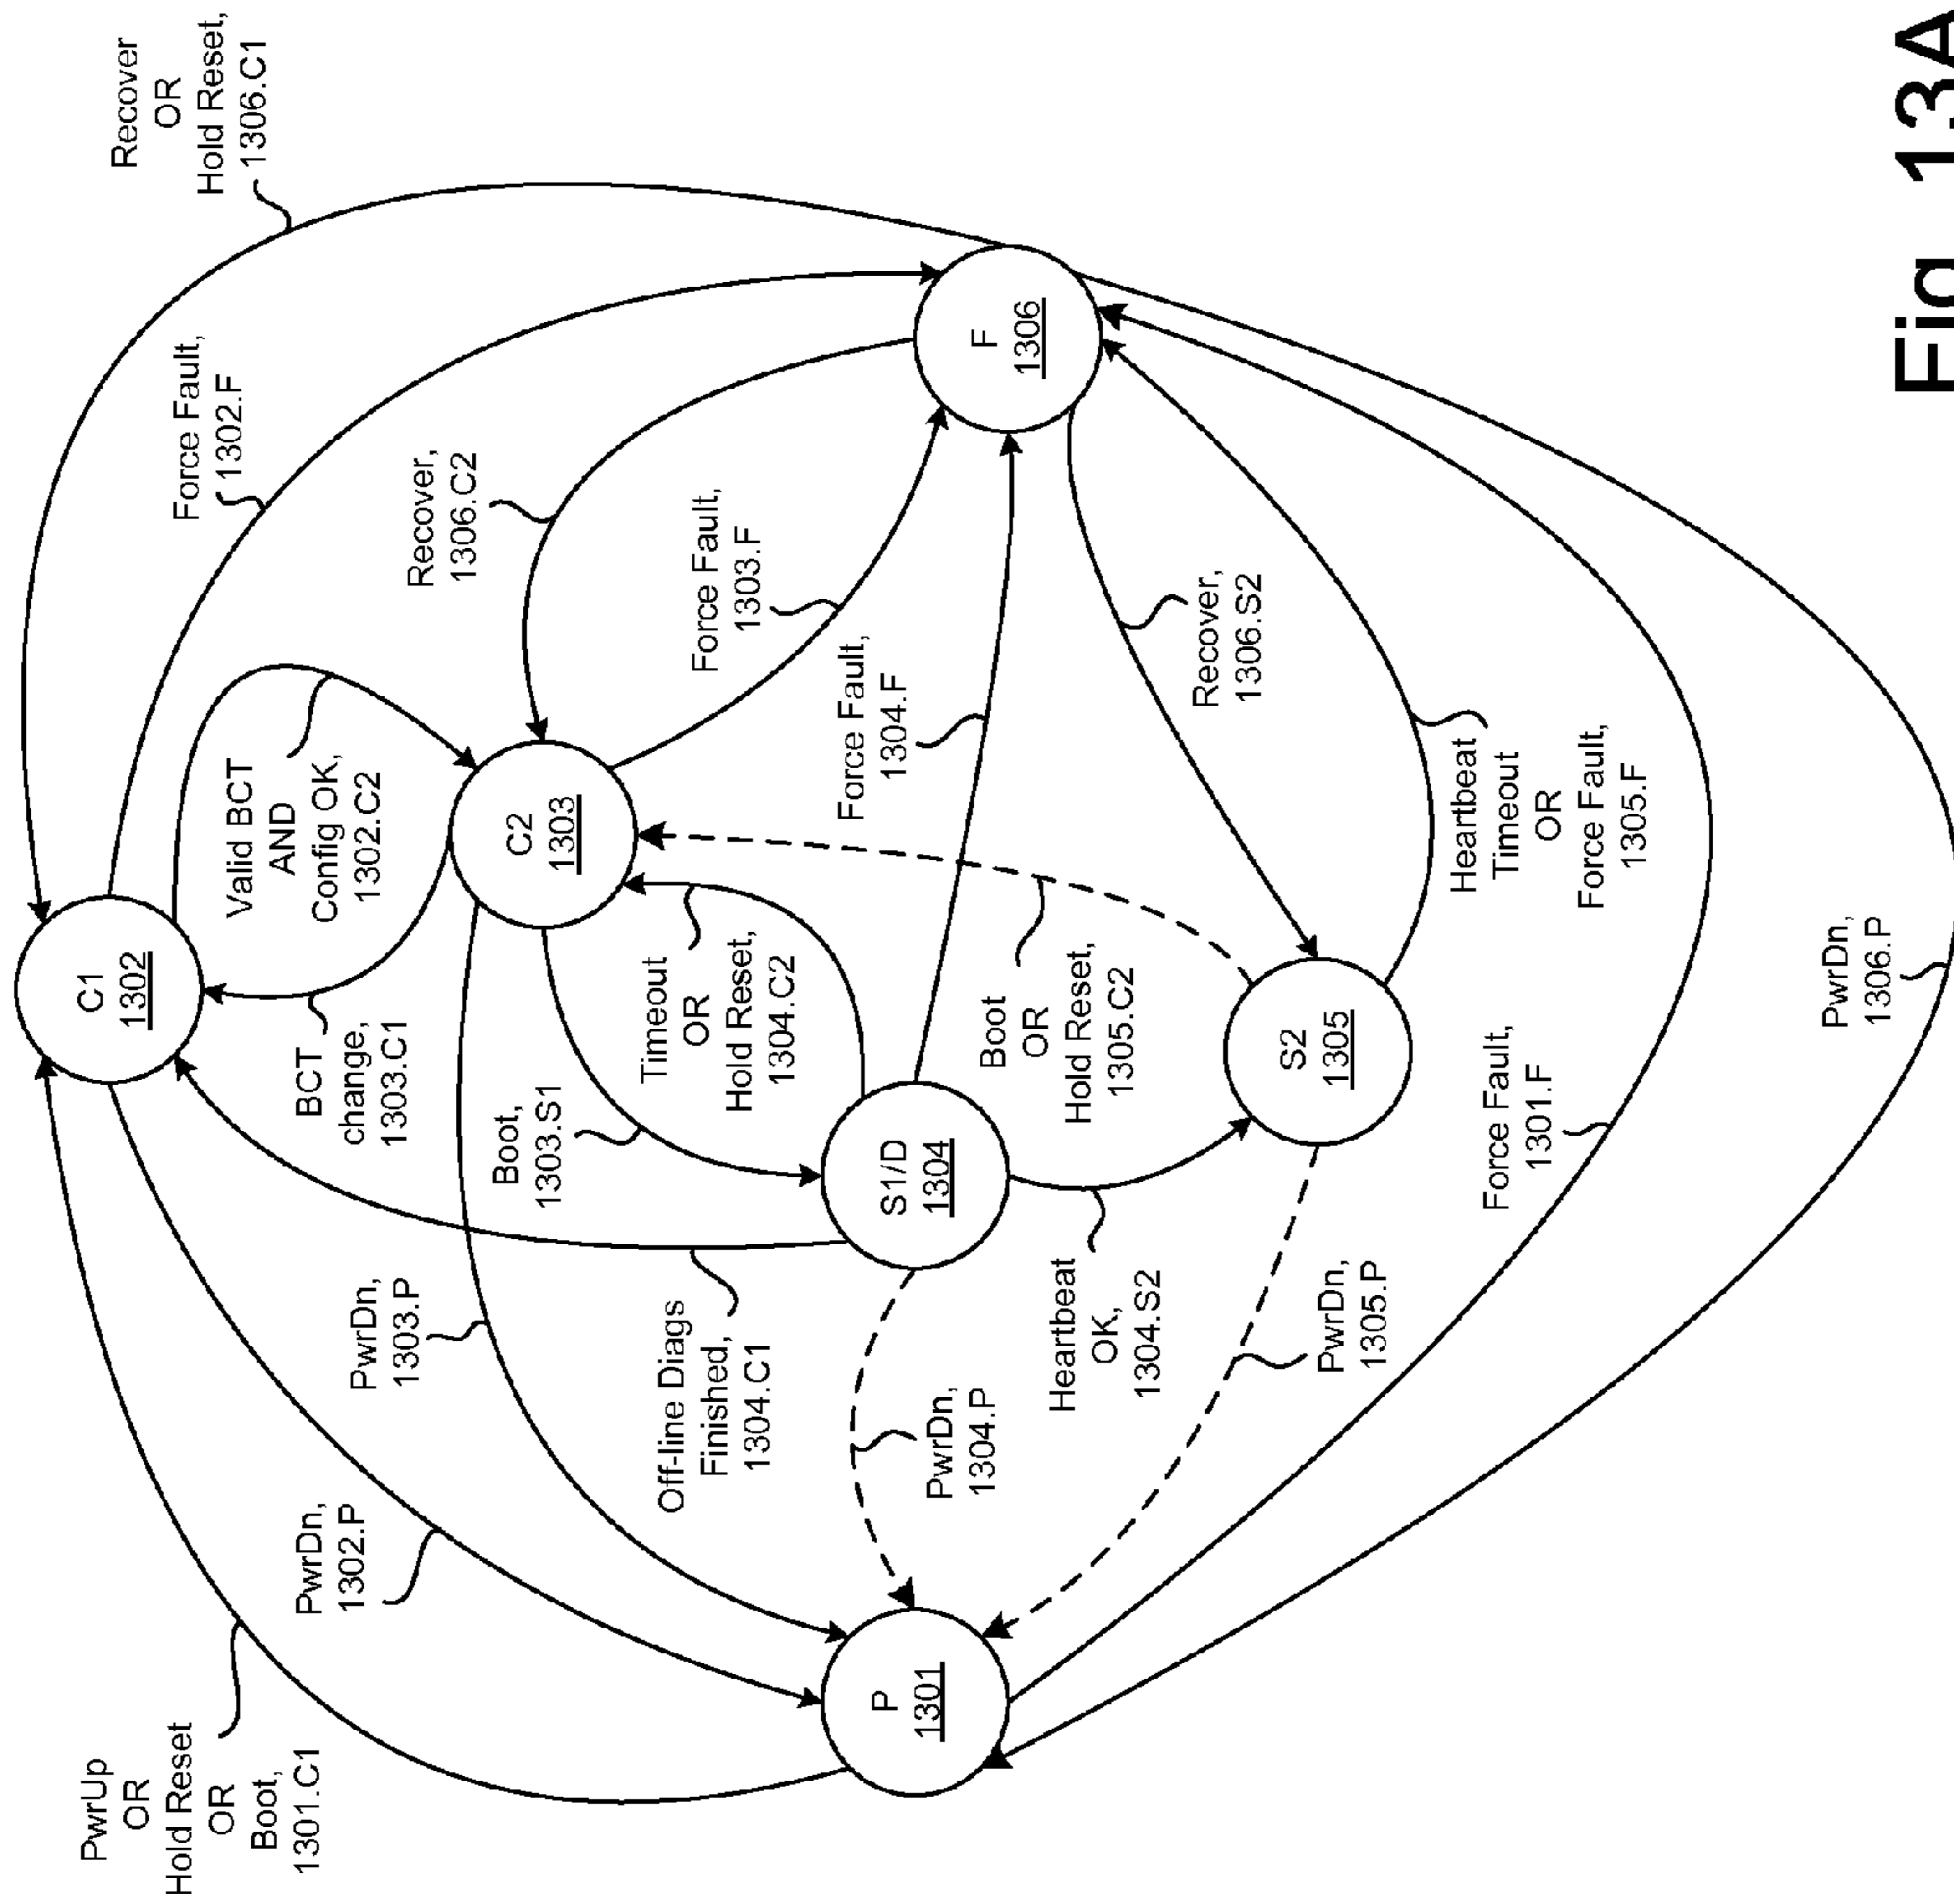 PwrUp
OR
Hold Reset
OR
Boot,
1301.C1
PwrDn,
1302.P
PwrDn,
1303.P
C1
1302
BCT
change,
1303.C1
Valid BCT
AND
Config OK,
1302.C2
Force Fault,
1302.F
Recover
OR
Hold Reset,
1306.C1
Recover,
1306.C2
C2
1303
Boot,
1303.S1
Off-line Diags
Finished,
1304.C1
Timeout
OR
Hold Reset,
1304.C2
Force Fault,
1303.F
Force Fault,
1304.F
P
1301
S1/D
1304
F
1306
PwrDn,
1304.P
Heartbeat
OK,
1304.S2
Boot
OR
Hold Reset,
1305.C2
Recover,
1306.S2
S2
1305
PwrDn,
1305.P
Heartbeat
Timeout
OR
Force Fault,
1305.F
Force Fault,
1301.F
PwrDn,
1306.P
Fig. 13A